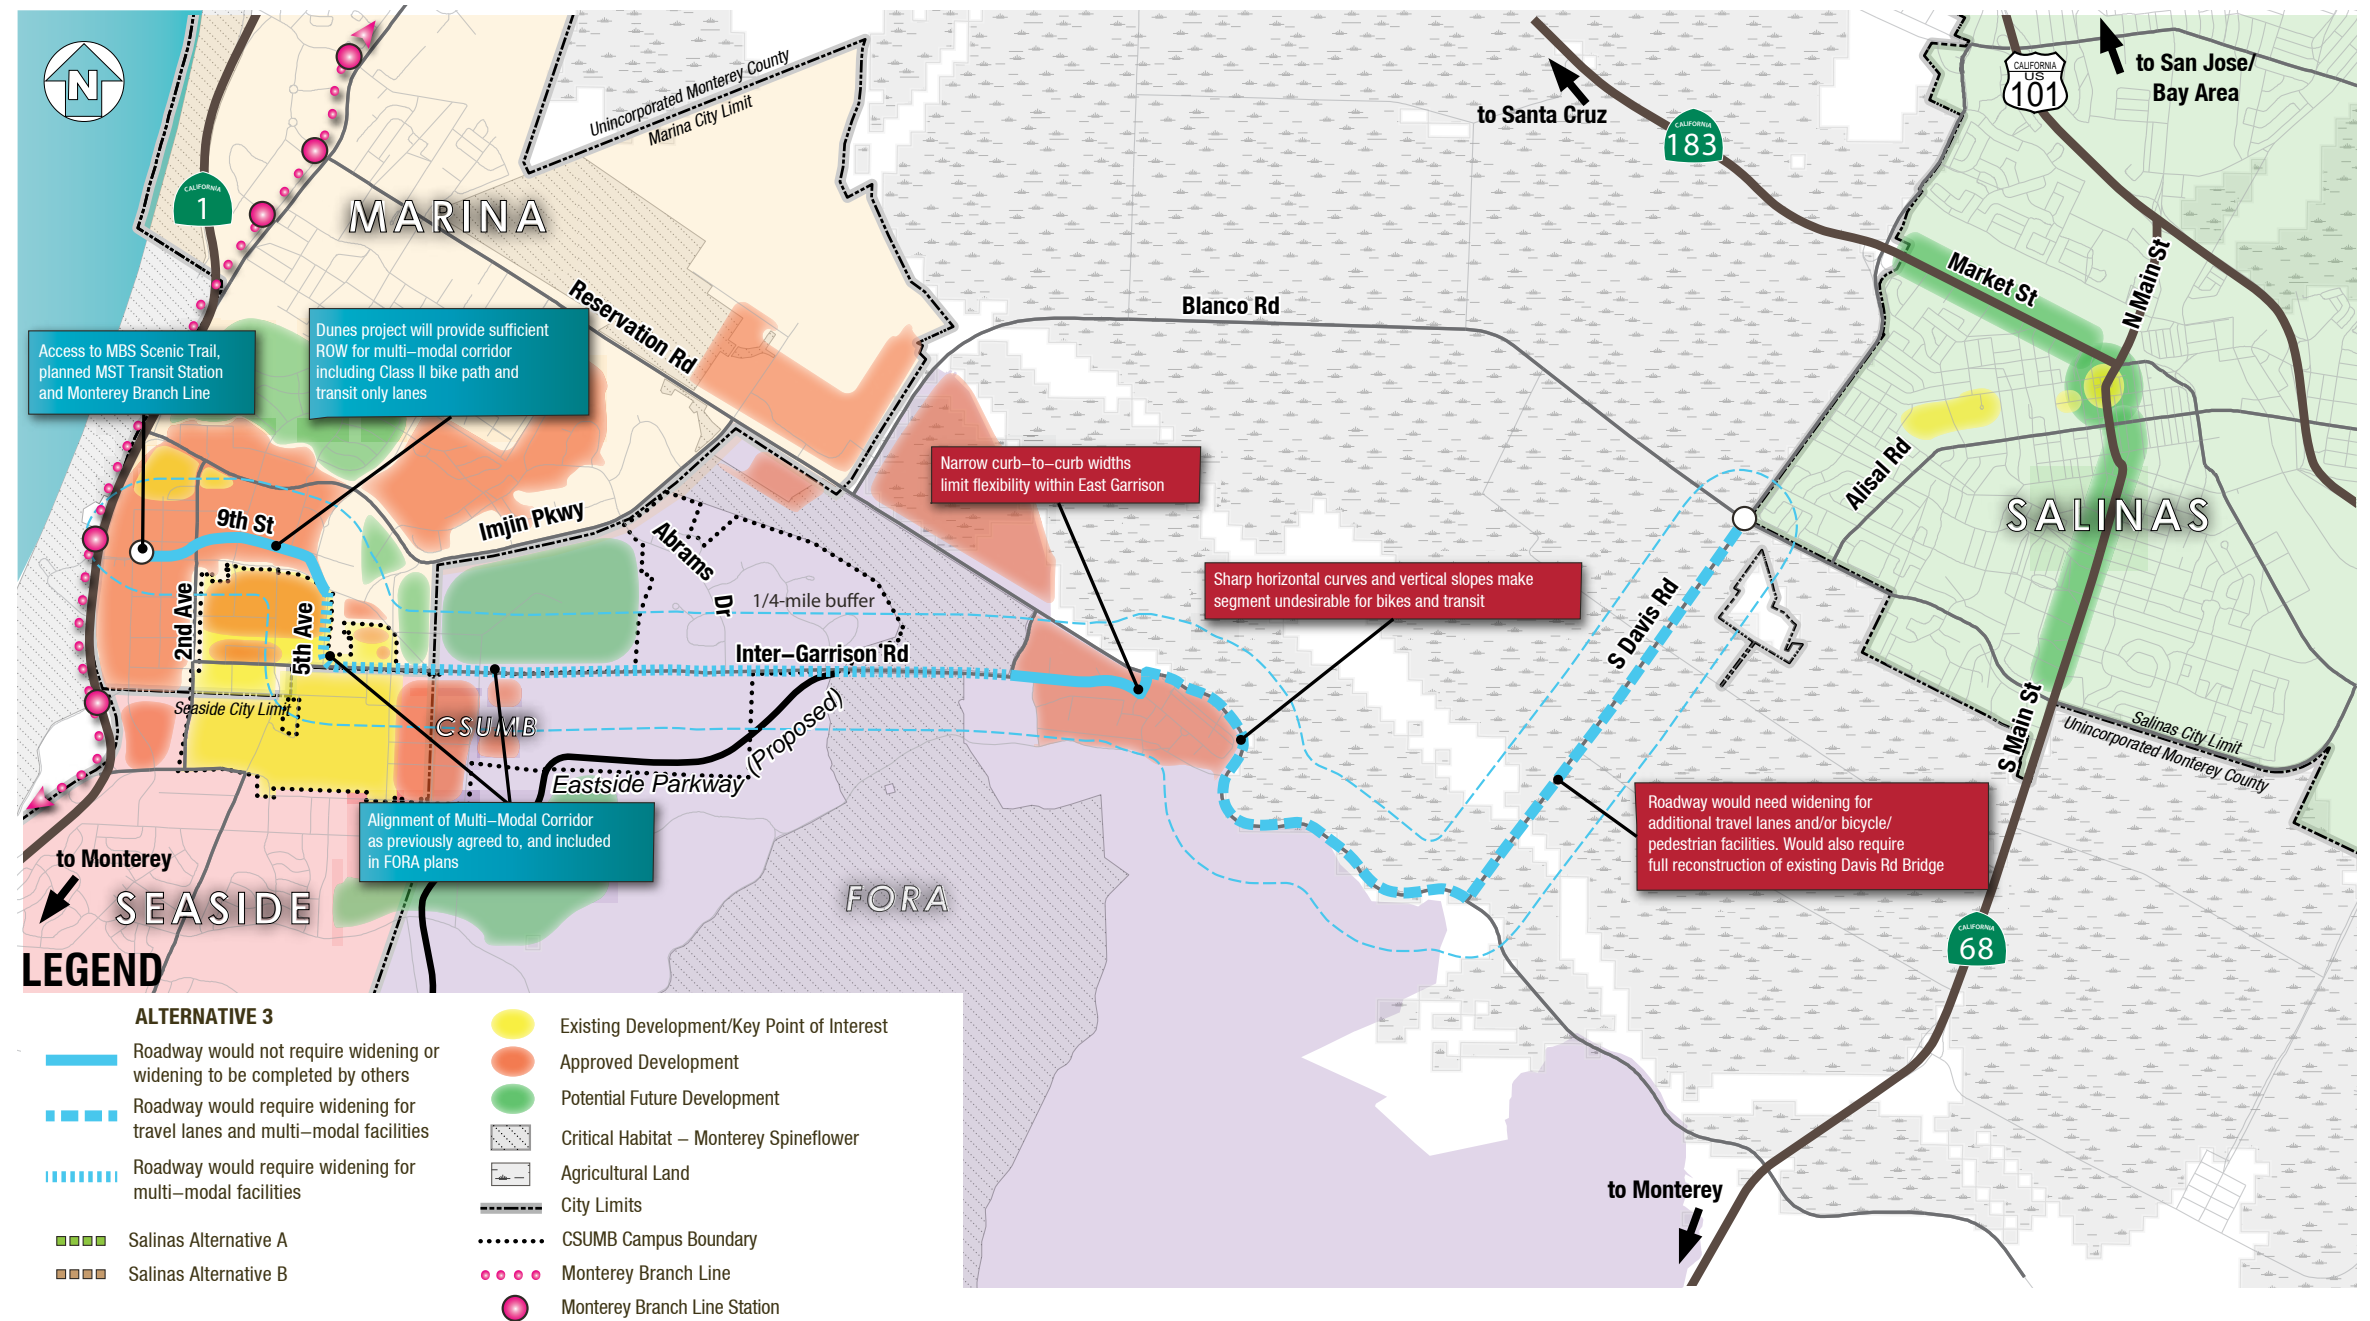 N
CALIFORNIA
1
MARINA
Unincorporated Monterey County
Marina City Limit
to Santa Cruz
CALIFORNIA
183
CALIFORNIA
US
101
to San Jose/
Bay Area
Market St
N Main St
Blanco Rd
Reservation Rd
Access to MBS Scenic Trail,
planned MST Transit Station
and Monterey Branch Line
Dunes project will provide sufficient
ROW for multi–modal corridor
including Class II bike path and
transit only lanes
Narrow curb–to–curb widths
limit flexibility within East Garrison
Alisal Rd
SALINAS
9th St
Imjin Pkwy
Abrams
Dr
1/4-mile buffer
Sharp horizontal curves and vertical slopes make
segment undesirable for bikes and transit
2nd Ave
5th Ave
Inter–Garrison Rd
S Davis Rd
Seaside City Limit
CSUMB
(Proposed)
Eastside Parkway
S Main St
Salinas City Limit
Unincorporated Monterey County
Alignment of Multi–Modal Corridor
as previously agreed to, and included
in FORA plans
Roadway would need widening for
additional travel lanes and/or bicycle/
pedestrian facilities. Would also require
full reconstruction of existing Davis Rd Bridge
to Monterey
SEASIDE
FORA
CALIFORNIA
68
to Monterey
LEGEND
ALTERNATIVE 3
Roadway would not require widening or
widening to be completed by others
Roadway would require widening for
travel lanes and multi–modal facilities
Roadway would require widening for
multi–modal facilities
Salinas Alternative A
Salinas Alternative B
Existing Development/Key Point of Interest
Approved Development
Potential Future Development
Critical Habitat – Monterey Spineflower
Agricultural Land
City Limits
CSUMB Campus Boundary
Monterey Branch Line
Monterey Branch Line Station